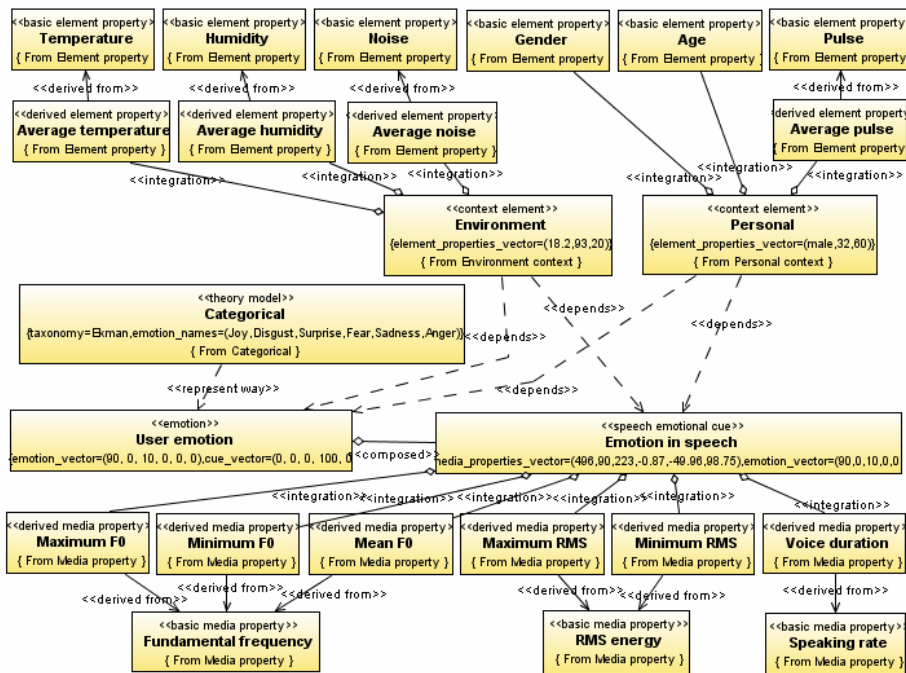 <<basic element property>>
Temperature
{ From Element property }
<<basic element property>>
Humidity
{ From Element property }
<<basic element property>>
Noise
{ From Element property }
<<basic element property>>
Gender
{ From Element property }
<<basic element property>>
Age
{ From Element property }
<<basic element property>>
Pulse
{ From Element property }
<<derived from>>
<<derived from>>
<<derived from>>
<<derived from>>
<<derived element property>>
Average temperature
{ From Element property }
<<derived element property>>
Average humidity
{ From Element property }
<<derived element property>>
Average noise
{ From Element property }
<<derived element property>>
Average pulse
{ From Element property }
<<integration>>
<<integration>>
<<integration>>
<<integration>>
<<integration>>
<<integration>>
<<context element>>
Environment
{element_properties_vector=(18.2,93,20)}
{ From Environment context }
<<context element>>
Personal
{element_properties_vector=(male,32,60)}
{ From Personal context }
<<theory model>>
Categorical
{taxonomy=Ekman,emotion_names=(Joy,Disgust,Surprise,Fear,Sadness,Anger)}
{ From Categorical }
<<depends>>
<<depends>>
<<depends>>
<<depends>>
<<represent way>>
<<emotion>>
User emotion
{emotion_vector=(90, 0, 10, 0, 0, 0),cue_vector=(0, 0, 0, 100, 0
<<composed>>
<<speech emotional cue>>
Emotion in speech
media_properties_vector=(496,90,223,-0.87,-49.96,98.75),emotion_vector=(90,0,10,0,0
<<integration>>
<<integration>>
<<integration>>
<<integration>>
<<integration>>
<<integration>>
<<derived media property>>
Maximum F0
{ From Media property }
<<derived media property>>
Minimum F0
{ From Media property }
<<derived media property>>
Mean F0
{ From Media property }
<<derived media property>>
Maximum RMS
{ From Media property }
<<derived media property>>
Minimum RMS
{ From Media property }
<<derived media property>>
Voice duration
{ From Media property }
<<derived from>>
<<derived from>>
<<derived from>>
<<derived from>>
<<derived from>>
<<derived from>>
<<basic media property>>
Fundamental frequency
{ From Media property }
<<basic media property>>
RMS energy
{ From Media property }
<<basic media property>>
Speaking rate
{ From Media property }